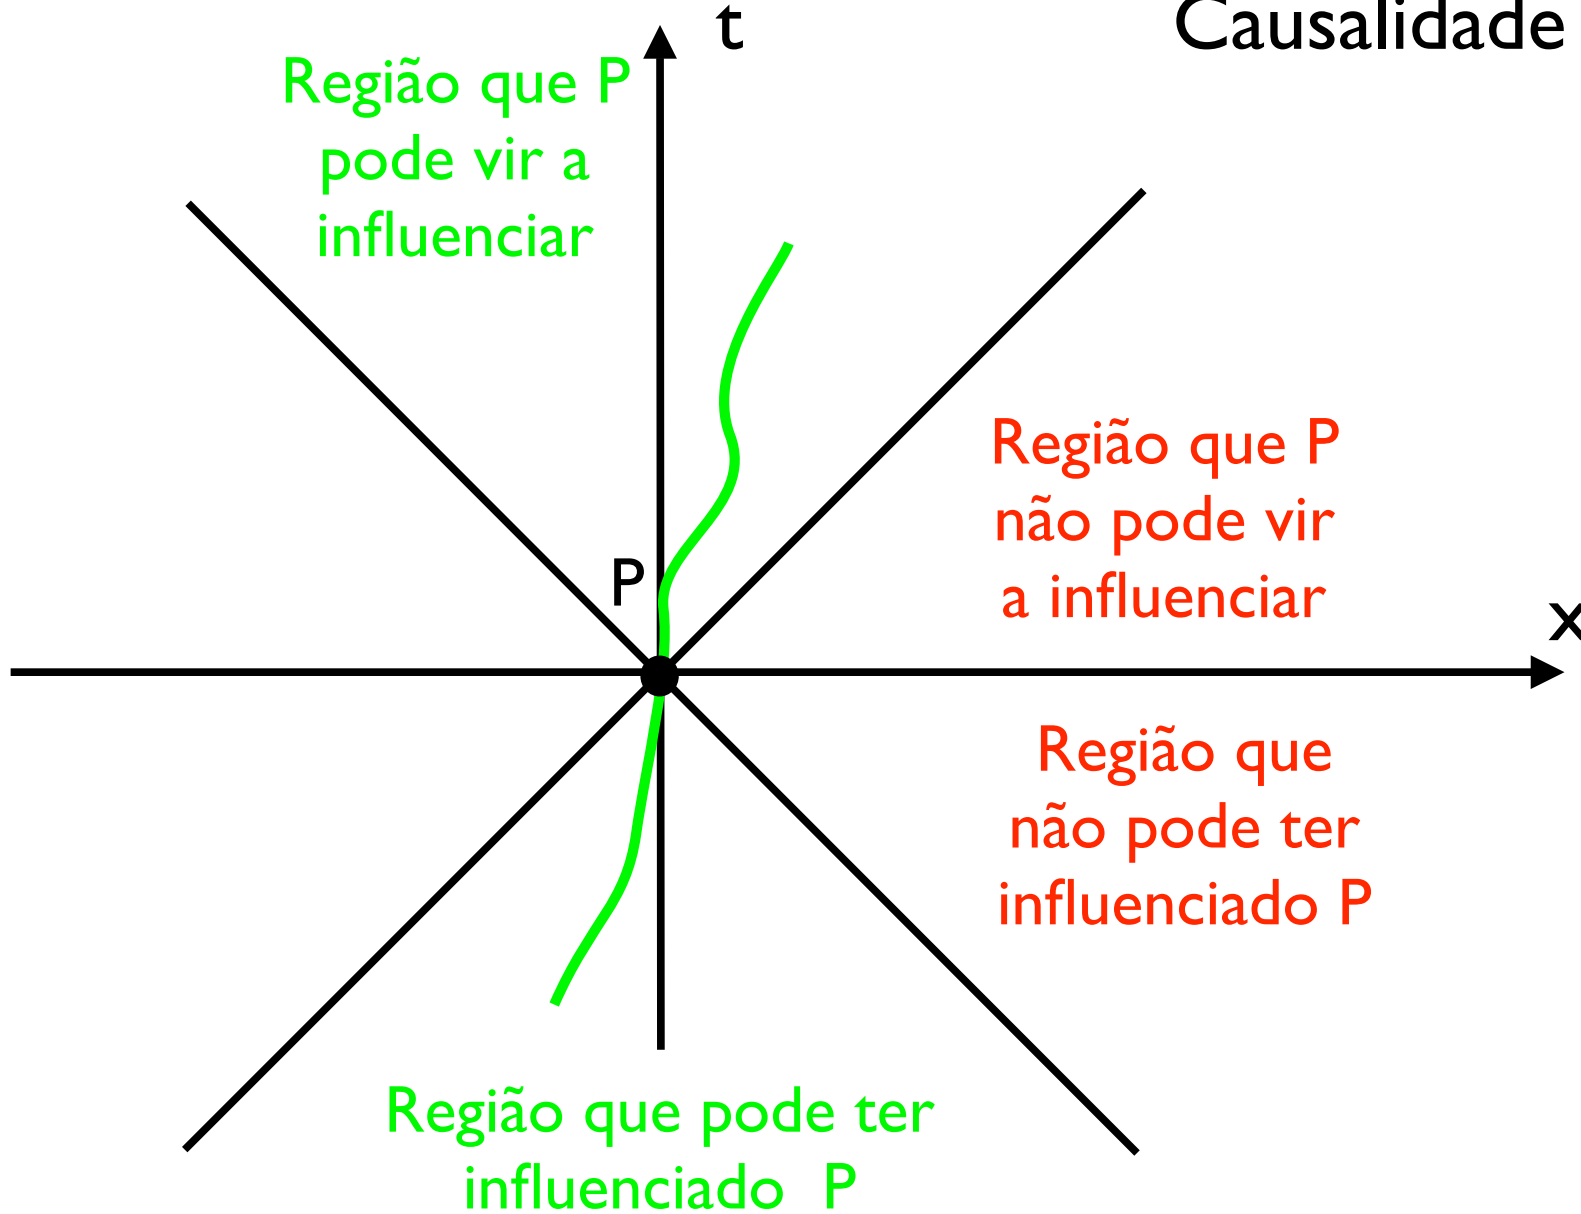 Causalidade
t
Região que P
pode vir a
influenciar
Região que P
não pode vir
a influenciar
P
x
Região que
não pode ter
influenciado P
Região que pode ter
influenciado P